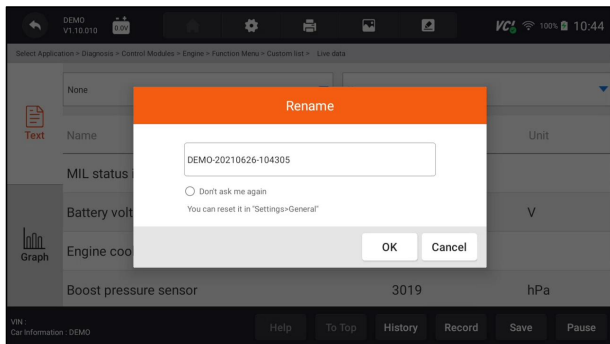 DEMO
V1.10.010
0.0V
VCI 100% 10:44
Select Application > Diagnosis > Control Modules > Engine > Function Menu > Custom list > Live data
None
Rename
Text
Name
Unit
DEMO-20210626-104305
MIL status
Don't ask me again
You can reset it in "Settings>General"
Battery volt
V
Graph
Engine coo
OK Cancel
Boost pressure sensor 3019 hPa
VIN :
Car Information : DEMO
Help To Top History Record Save Pause